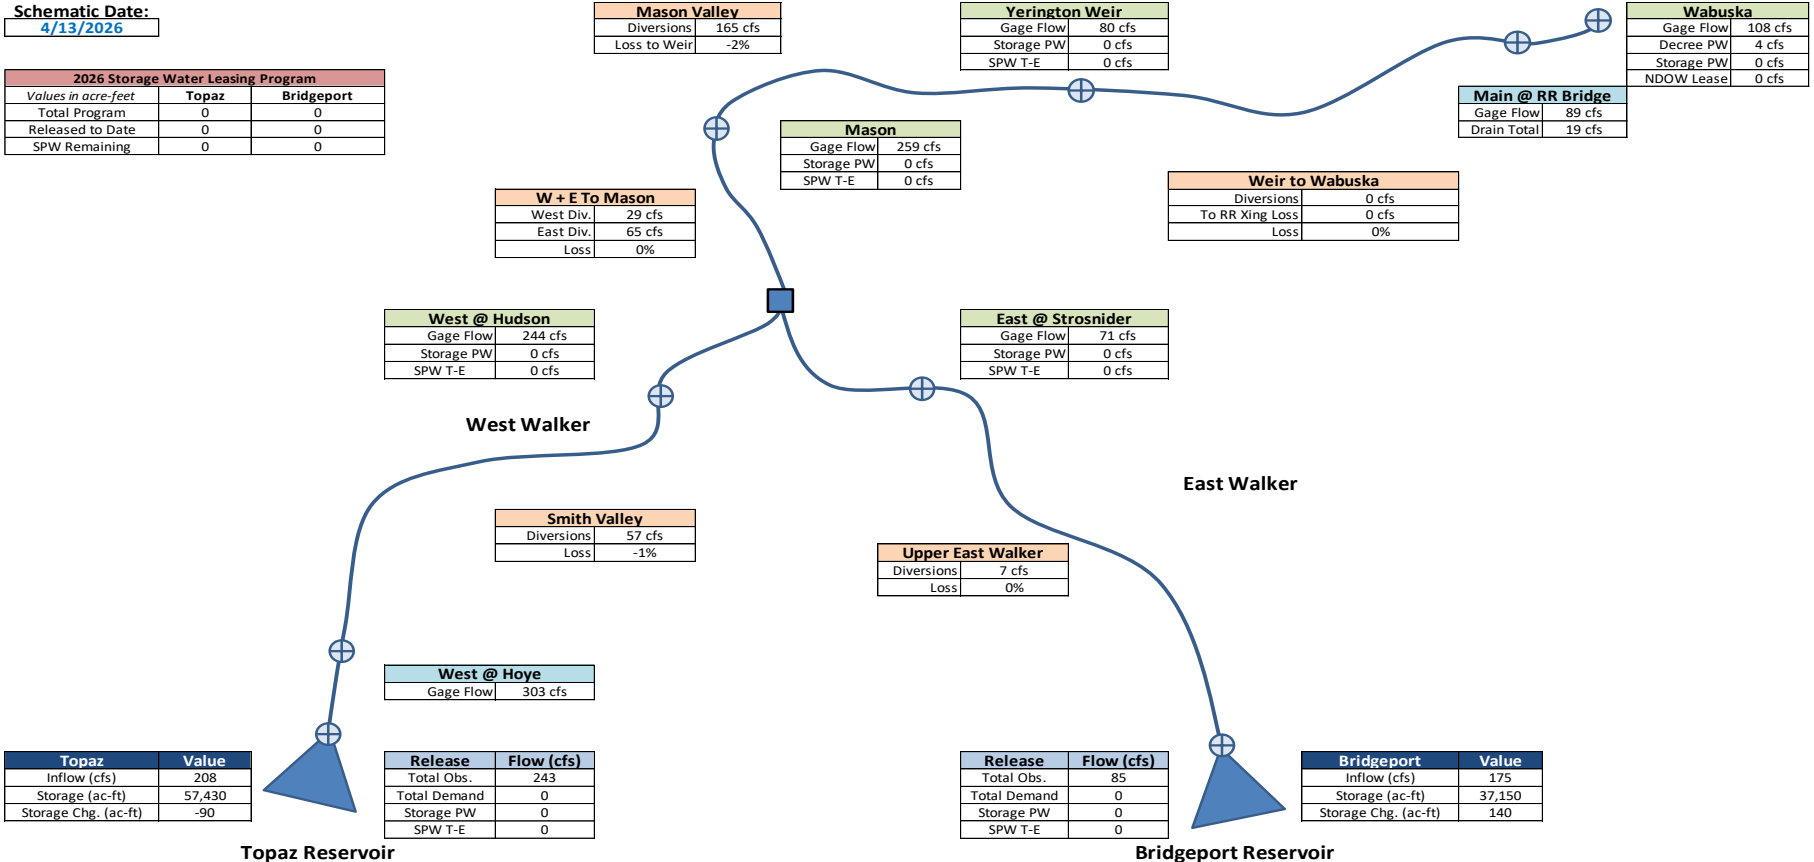 Schematic Date:
4/13/2026
2026 Storage Water Leasing Program
Values in acre-feet Topaz Bridgeport
Total Program 0 0
Released to Date 0 0
SPW Remaining 0 0
Mason Valley
Diversions 165 cfs
Loss to Weir -2%
Yerington Weir
Gage Flow 80 cfs
Storage PW 0 cfs
SPW T-E 0 cfs
Wabuska
Gage Flow 108 cfs
Decree PW 4 cfs
Storage PW 0 cfs
NDOW Lease 0 cfs
Main @ RR Bridge
Gage Flow 89 cfs
Drain Total 19 cfs
Mason
Gage Flow 259 cfs
Storage PW 0 cfs
SPW T-E 0 cfs
Weir to Wabuska
Diversions 0 cfs
To RR Xing Loss 0 cfs
Loss 0%
W + E To Mason
West Div. 29 cfs
East Div. 65 cfs
Loss 0%
West @ Hudson
Gage Flow 244 cfs
Storage PW 0 cfs
SPW T-E 0 cfs
East @ Strosnider
Gage Flow 71 cfs
Storage PW 0 cfs
SPW T-E 0 cfs
West Walker
East Walker
Smith Valley
Diversions 57 cfs
Loss -1%
Upper East Walker
Diversions 7 cfs
Loss 0%
West @ Hoye
Gage Flow 303 cfs
Topaz Value
Inflow (cfs) 208
Storage (ac-ft) 57,430
Storage Chg. (ac-ft) -90
Release Flow (cfs)
Total Obs. 243
Total Demand 0
Storage PW 0
SPW T-E 0
Topaz Reservoir
Release Flow (cfs)
Total Obs. 85
Total Demand 0
Storage PW 0
SPW T-E 0
Bridgeport Value
Inflow (cfs) 175
Storage (ac-ft) 37,150
Storage Chg. (ac-ft) 140
Bridgeport Reservoir